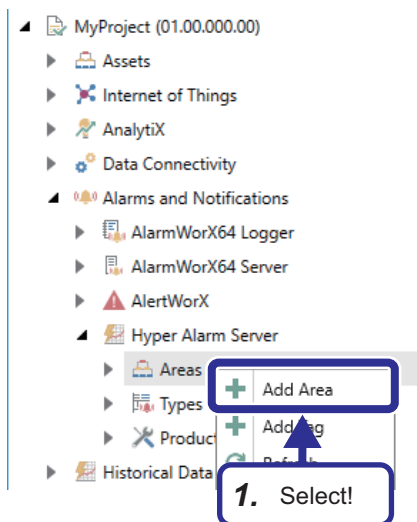 MyProject (01.00.000.00)
Assets
Internet of Things
AnalytiX
Data Connectivity
Alarms and Notifications
AlarmWorX64 Logger
AlarmWorX64 Server
AlertWorX
Hyper Alarm Server
Areas
Add Area
Types
Add
Product
Historical Data
1. Select!